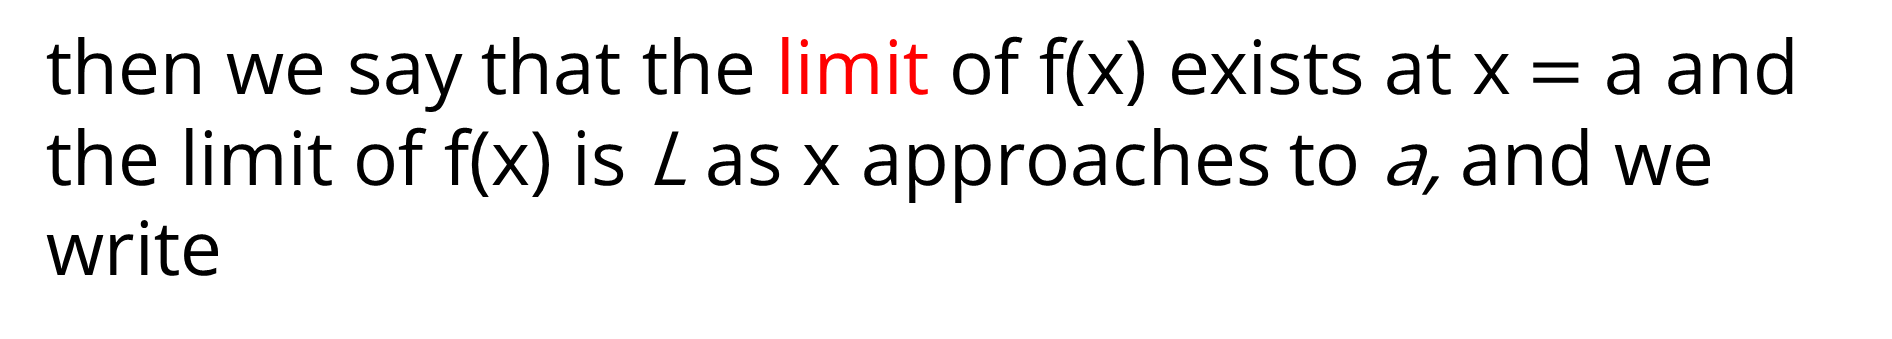 then we say that the limit of f(x) exists at x = a and
the limit of f(x) is L as x approaches to a, and we
write